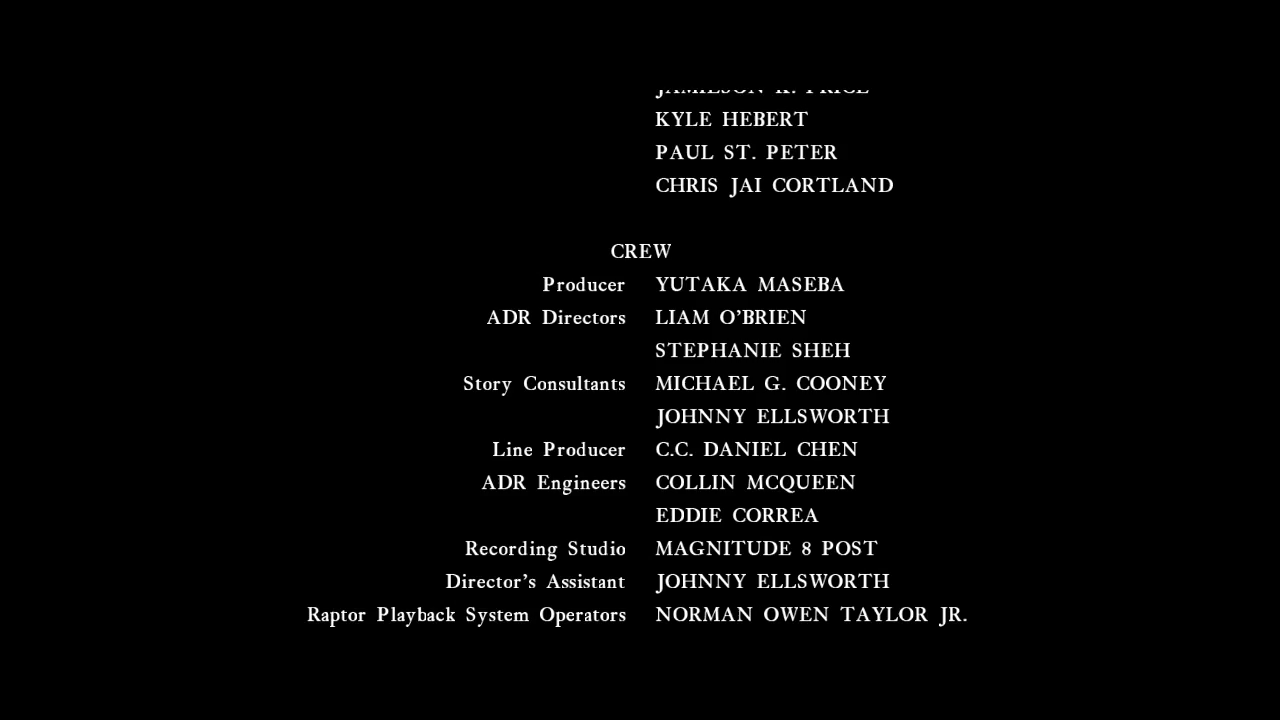 JAMIESON K. PRICE
KYLE HEBERT
PAUL ST. PETER
CHRIS JAI CORTLAND
CREW
Producer YUTAKA MASEBA
ADR Directors LIAM O'BRIEN
STEPHANIE SHEH
Story Consultants MICHAEL G. COONEY
JOHNNY ELLSWORTH
Line Producer C.C. DANIEL CHEN
ADR Engineers COLLIN MCQUEEN
EDDIE CORREA
Recording Studio MAGNITUDE 8 POST
Director's Assistant JOHNNY ELLSWORTH
Raptor Playback System Operators NORMAN OWEN TAYLOR JR.